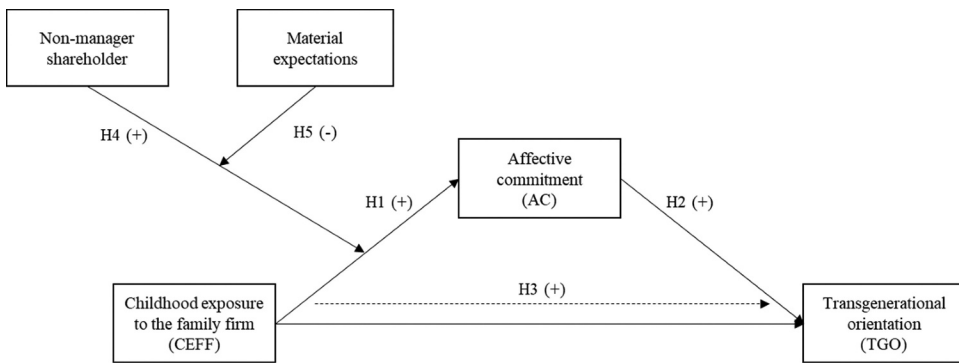 Non-manager
shareholder
Material
expectations
H4 (+)
H5 (-)
Affective
commitment
(AC)
H1 (+)
H2 (+)
H3 (+)
Childhood exposure
to the family firm
(CEFF)
Transgenerational
orientation
(TGO)